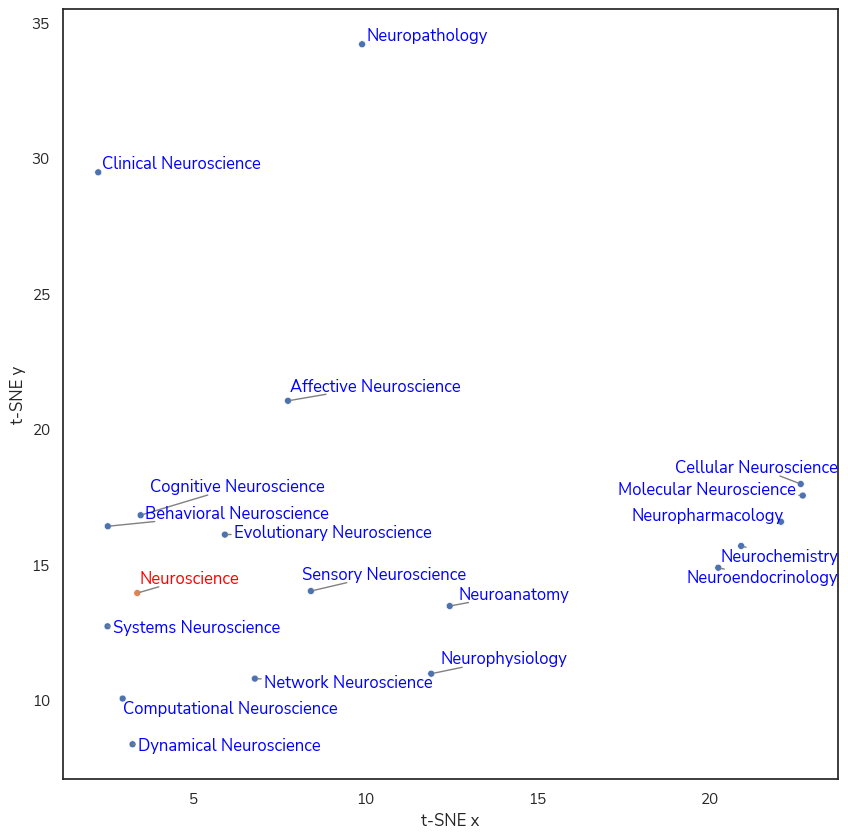 35
Neuropathology
30
Clinical Neuroscience
25
t-SNE y
Affective Neuroscience
20
Cellular Neuroscience
Cognitive Neuroscience
Molecular Neuroscience
Behavioral Neuroscience
Neuropharmacology
Evolutionary Neuroscience
Neurochemistry
15
Neuroscience
Sensory Neuroscience
Neuroendocrinology
Neuroanatomy
Systems Neuroscience
Neurophysiology
Network Neuroscience
10
Computational Neuroscience
Dynamical Neuroscience
5
10
15
20
t-SNE x